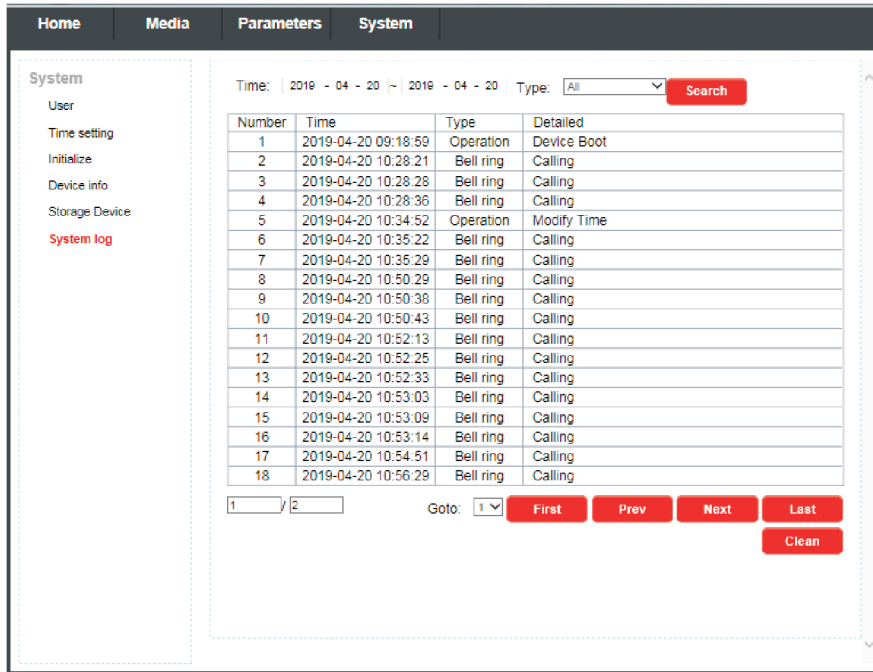 Home Media Parameters System
System
User
Time setting
Initialize
Device info
Storage Device
System log
Time: 2019 - 04 - 20 ~ 2019 - 04 - 20 Type: All Search
Number Time Type Detailed
1 2019-04-20 09:18:59 Operation Device Boot
2 2019-04-20 10:28:21 Bell ring Calling
3 2019-04-20 10:28:28 Bell ring Calling
4 2019-04-20 10:28:36 Bell ring Calling
5 2019-04-20 10:34:52 Operation Modify Time
6 2019-04-20 10:35:22 Bell ring Calling
7 2019-04-20 10:35:29 Bell ring Calling
8 2019-04-20 10:50:29 Bell ring Calling
9 2019-04-20 10:50:38 Bell ring Calling
10 2019-04-20 10:50:43 Bell ring Calling
11 2019-04-20 10:52:13 Bell ring Calling
12 2019-04-20 10:52:25 Bell ring Calling
13 2019-04-20 10:52:33 Bell ring Calling
14 2019-04-20 10:53:03 Bell ring Calling
15 2019-04-20 10:53:09 Bell ring Calling
16 2019-04-20 10:53:14 Bell ring Calling
17 2019-04-20 10:54:51 Bell ring Calling
18 2019-04-20 10:56:29 Bell ring Calling
1 / 2 Goto: 1 First Prev Next Last
Clean